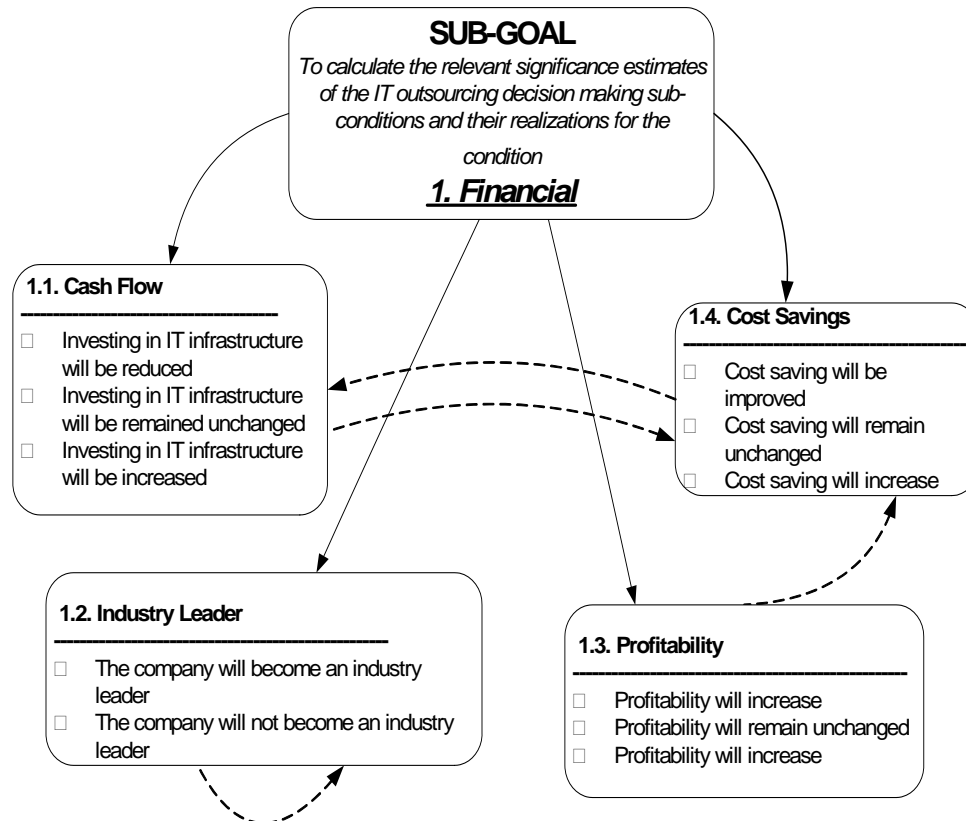 SUB-GOAL
To calculate the relevant significance estimates
of the IT outsourcing decision making sub-
conditions and their realizations for the
condition
1. Financial
1.1. Cash Flow
Investing in IT infrastructure
will be reduced
Investing in IT infrastructure
will be remained unchanged
Investing in IT infrastructure
will be increased
1.4. Cost Savings
Cost saving will be
improved
Cost saving will remain
unchanged
Cost saving will increase
1.2. Industry Leader
The company will become an industry
leader
The company will not become an industry
leader
1.3. Profitability
Profitability will increase
Profitability will remain unchanged
Profitability will increase